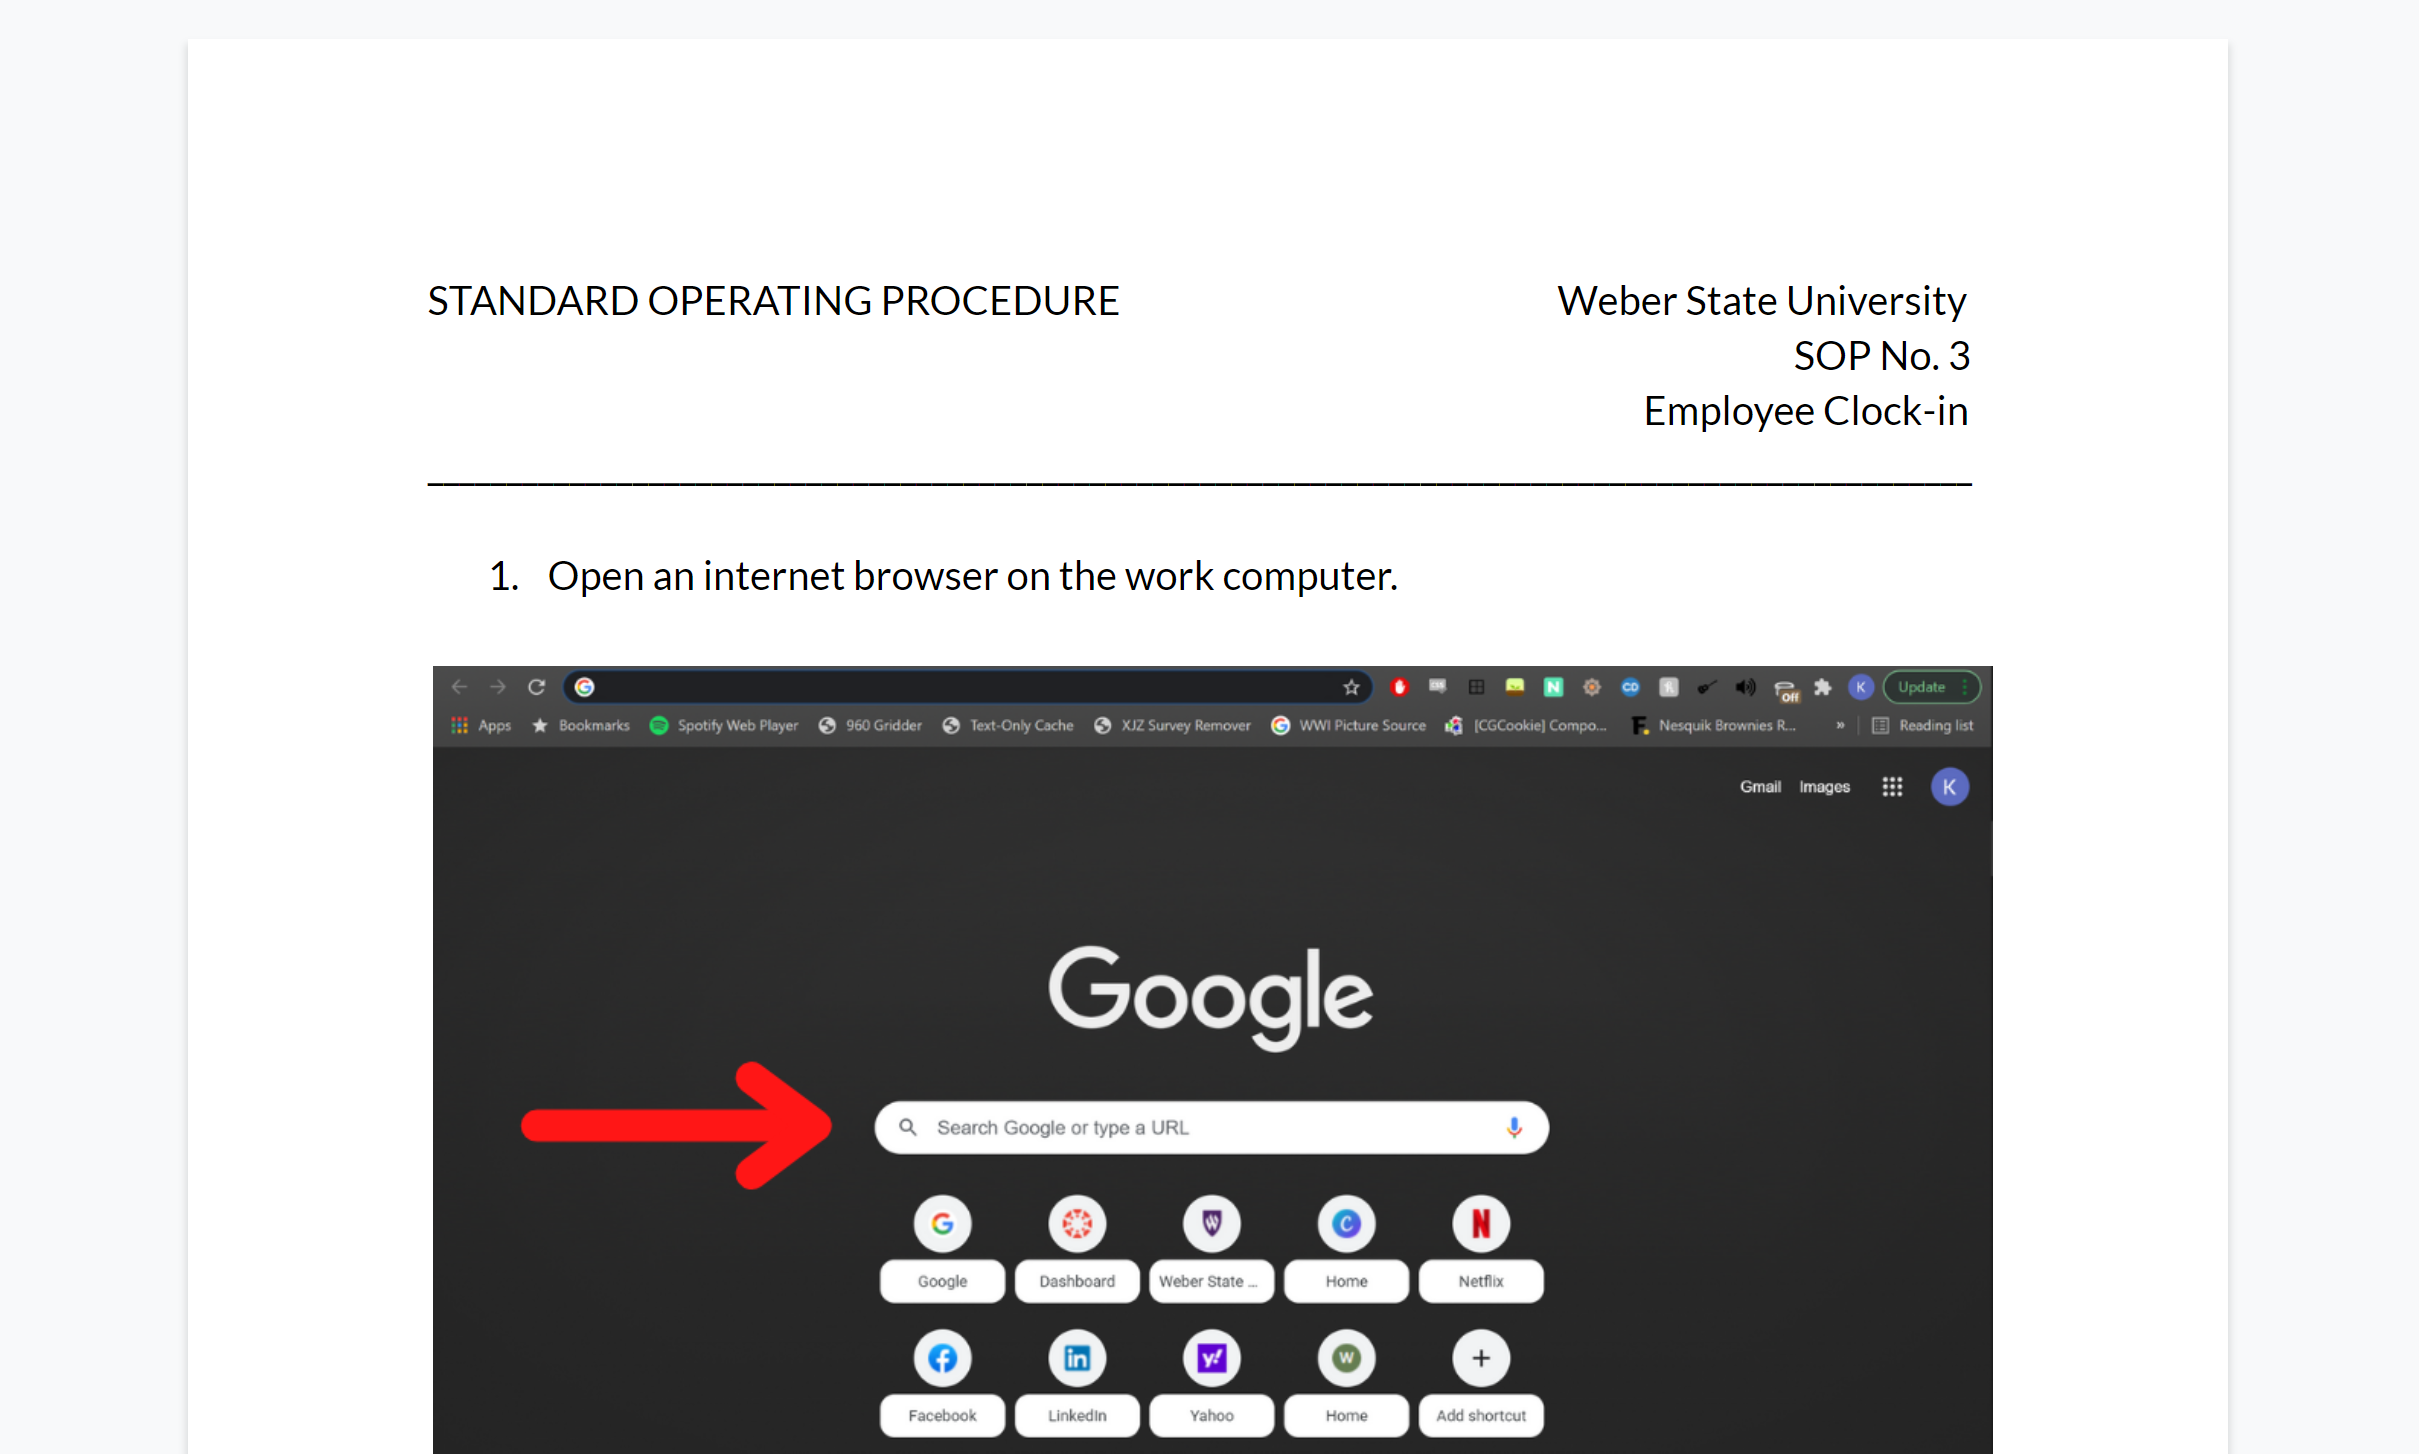 STANDARD OPERATING PROCEDURE
Weber State University
SOP No. 3
Employee Clock-in
1. Open an internet browser on the work computer.
K Update
Off
Apps Bookmarks Spotify Web Player 960 Gridder Text-Only Cache XJZ Survey Remover WWI Picture Source [CGCookie] Compo... Nesquik Brownies R... » Reading list
Gmail Images K
Google
Search Google or type a URL
Google Dashboard Weber State ... Home Netflix
Facebook LinkedIn Yahoo Home Add shortcut